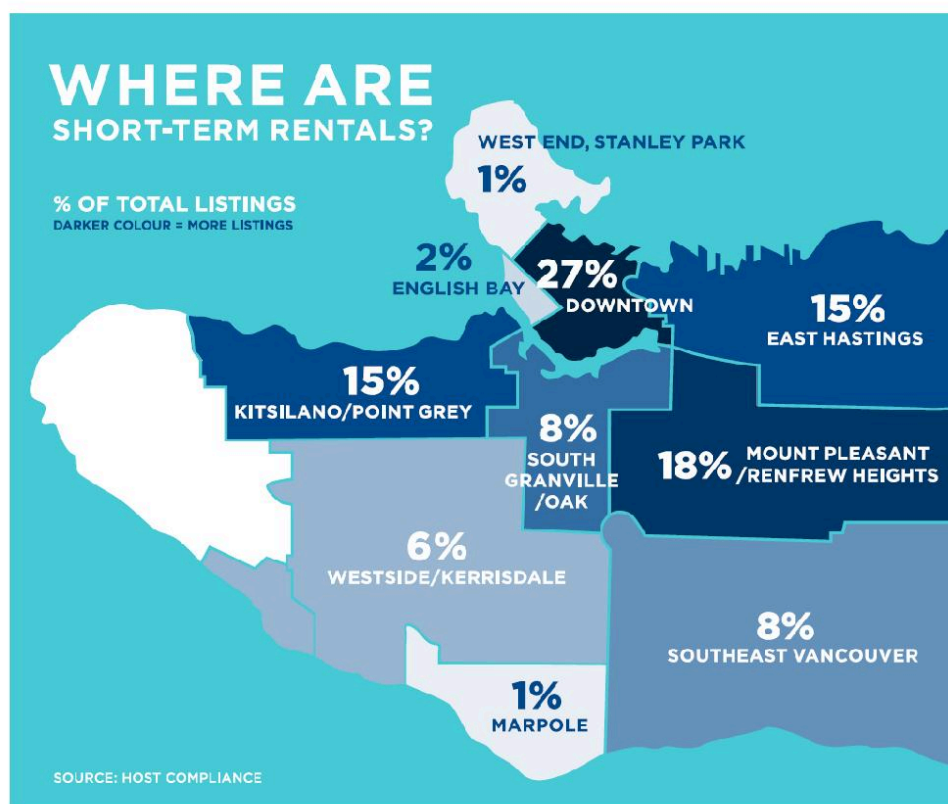 WHERE ARE
SHORT-TERM RENTALS?
% OF TOTAL LISTINGS
DARKER COLOUR = MORE LISTINGS
WEST END, STANLEY PARK
1%
2%
ENGLISH BAY
27%
DOWNTOWN
15%
EAST HASTINGS
15%
KITSILANO/POINT GREY
8%
SOUTH
GRANVILLE
/OAK
18%
MOUNT PLEASANT
/RENFREW HEIGHTS
6%
WESTSIDE/KERRISDALE
8%
SOUTHEAST VANCOUVER
1%
MARPOLE
SOURCE: HOST COMPLIANCE